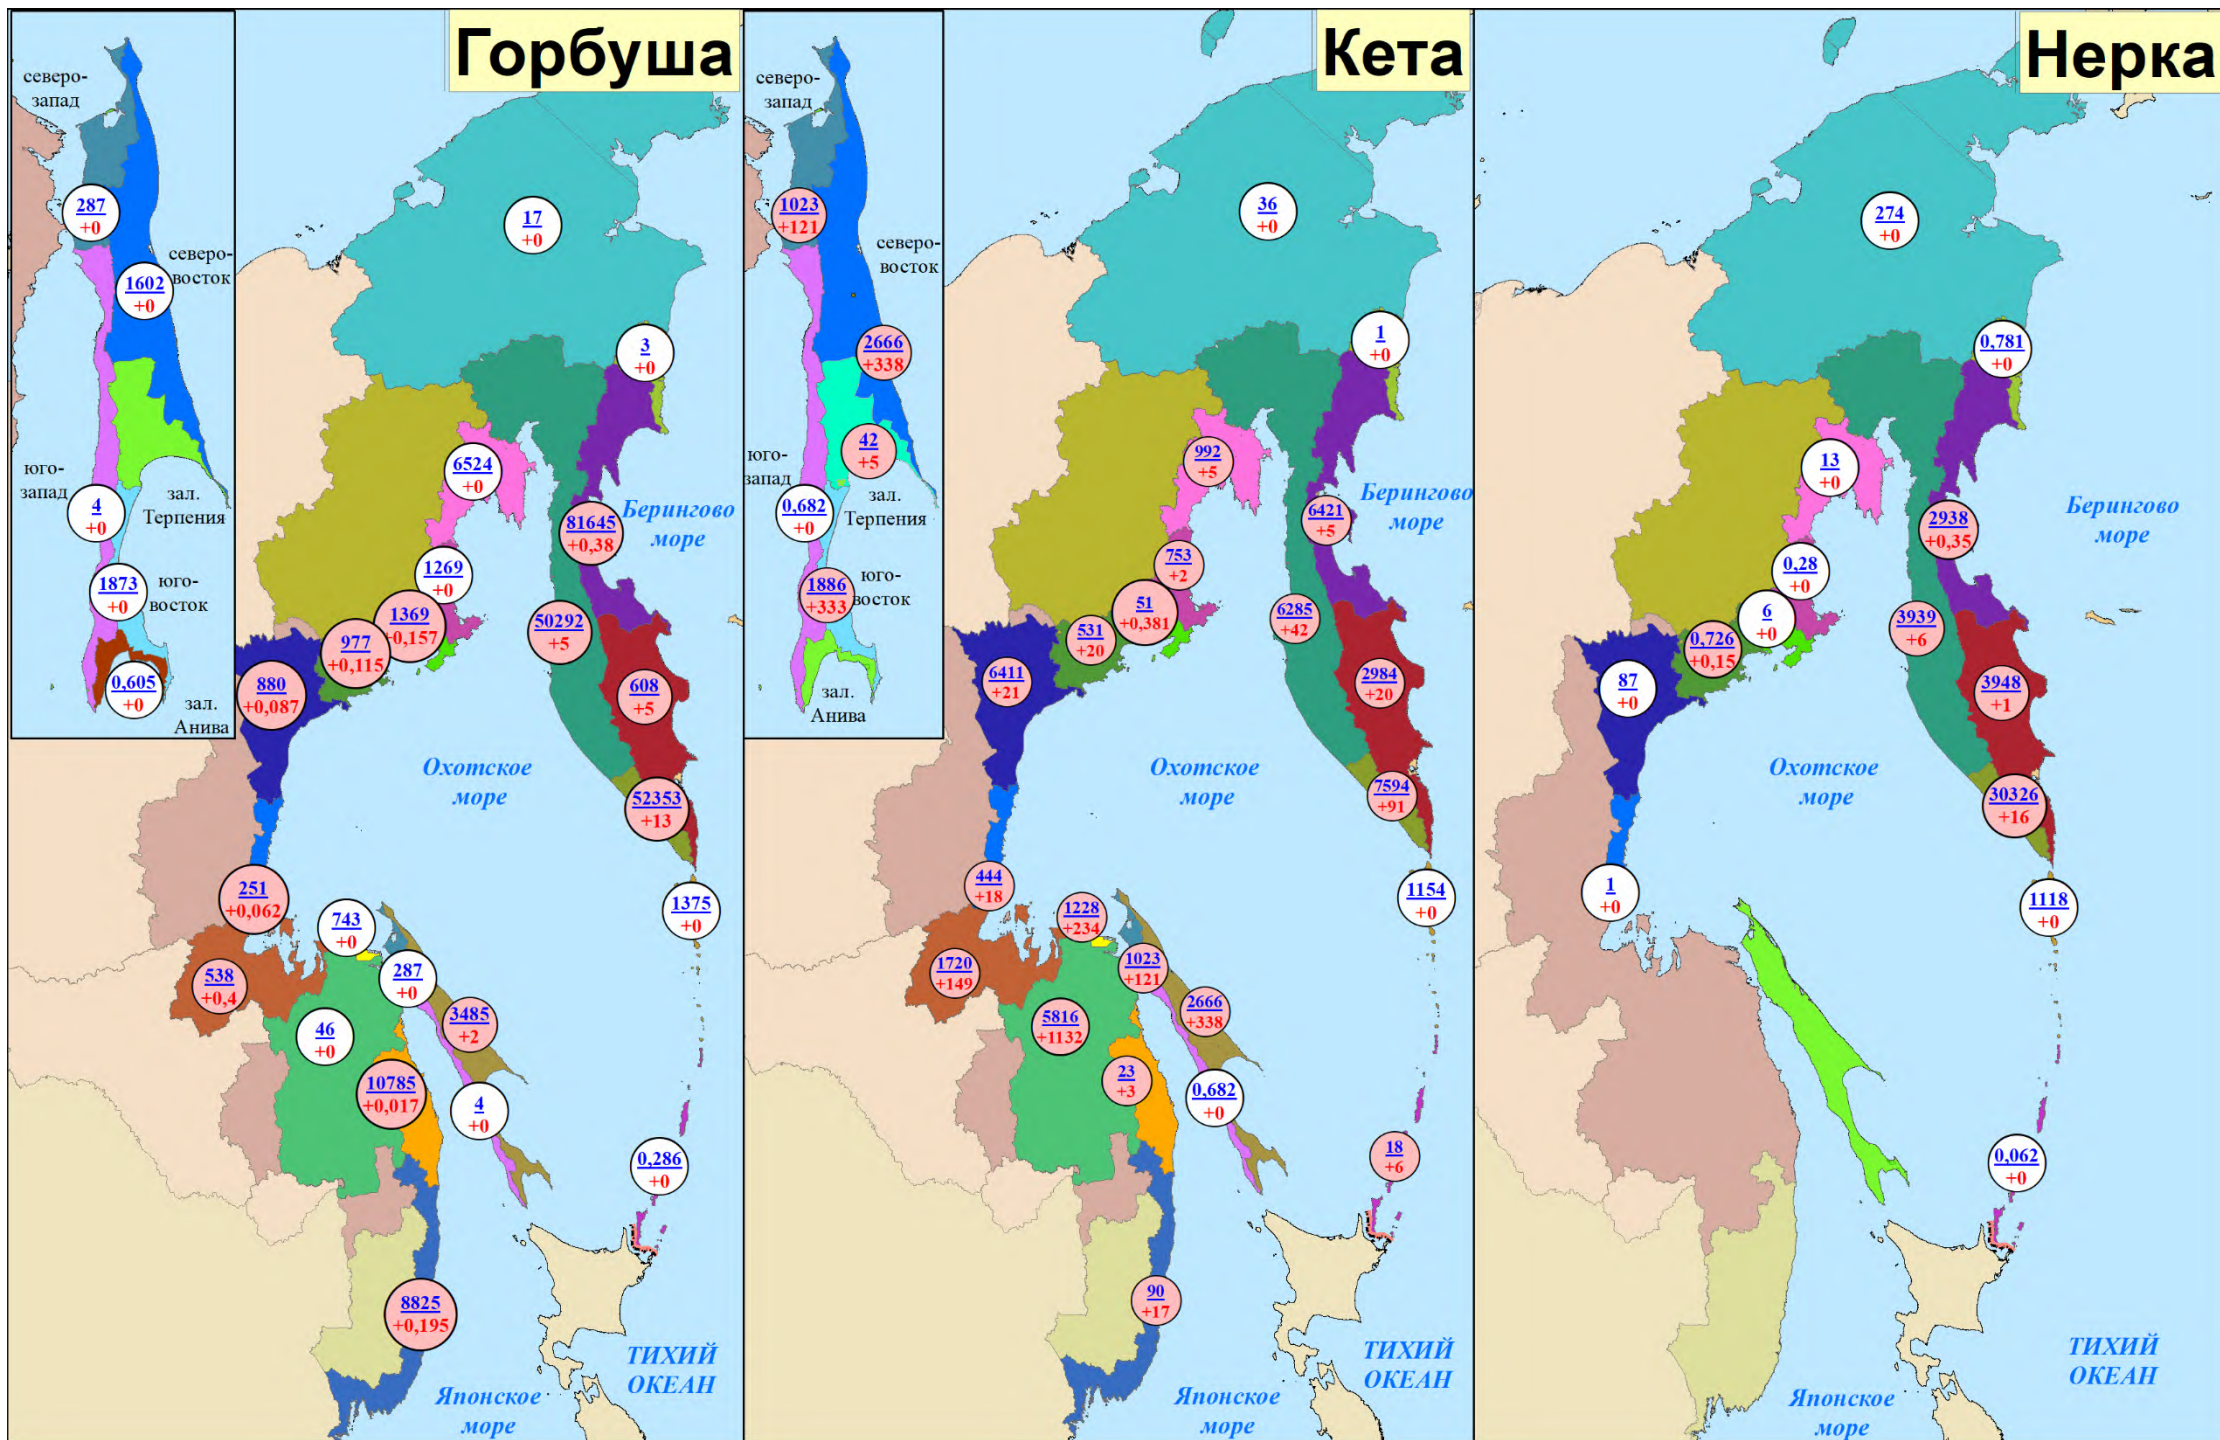 Горбуша
северо-
запад
287
+0
северо-
восток
1602
+0
юго-
запад
4
+0
зал.
Терпения
1873
+0
юго-
восток
0,605
+0
зал.
Анива
17
+0
3
+0
6524
+0
81645
+0,38
Берингово
море
1269
+0
1369
+0,157
977
+0,115
50292
+5
880
+0,087
608
+5
Охотское
море
52353
+13
251
+0,062
743
+0
1375
+0
538
+0,4
287
+0
3485
+2
46
+0
10785
+0,017
4
+0
0,286
+0
8825
+0,195
ТИХИЙ
ОКЕАН
Японское
море
Кета
северо-
запад
1023
+121
северо-
восток
2666
+338
42
+5
юго-
запад
0,682
+0
зал.
Терпения
1886
+333
юго-
восток
зал.
Анива
36
+0
1
+0
992
+5
6421
+5
Берингово
море
753
+2
51
+0,381
531
+20
6285
+42
6411
+21
2984
+20
Охотское
море
7594
+91
444
+18
1228
+234
1154
+0
1720
+149
1023
+121
2666
+338
5816
+1132
23
+3
0,682
+0
18
+6
90
+17
ТИХИЙ
ОКЕАН
Японское
море
Нерка
274
+0
0,781
+0
13
+0
2938
+0,35
Берингово
море
0,28
+0
6
+0
0,726
+0,15
3939
+6
87
+0
3948
+1
Охотское
море
30326
+16
1
+0
1118
+0
0,062
+0
ТИХИЙ
ОКЕАН
Японское
море